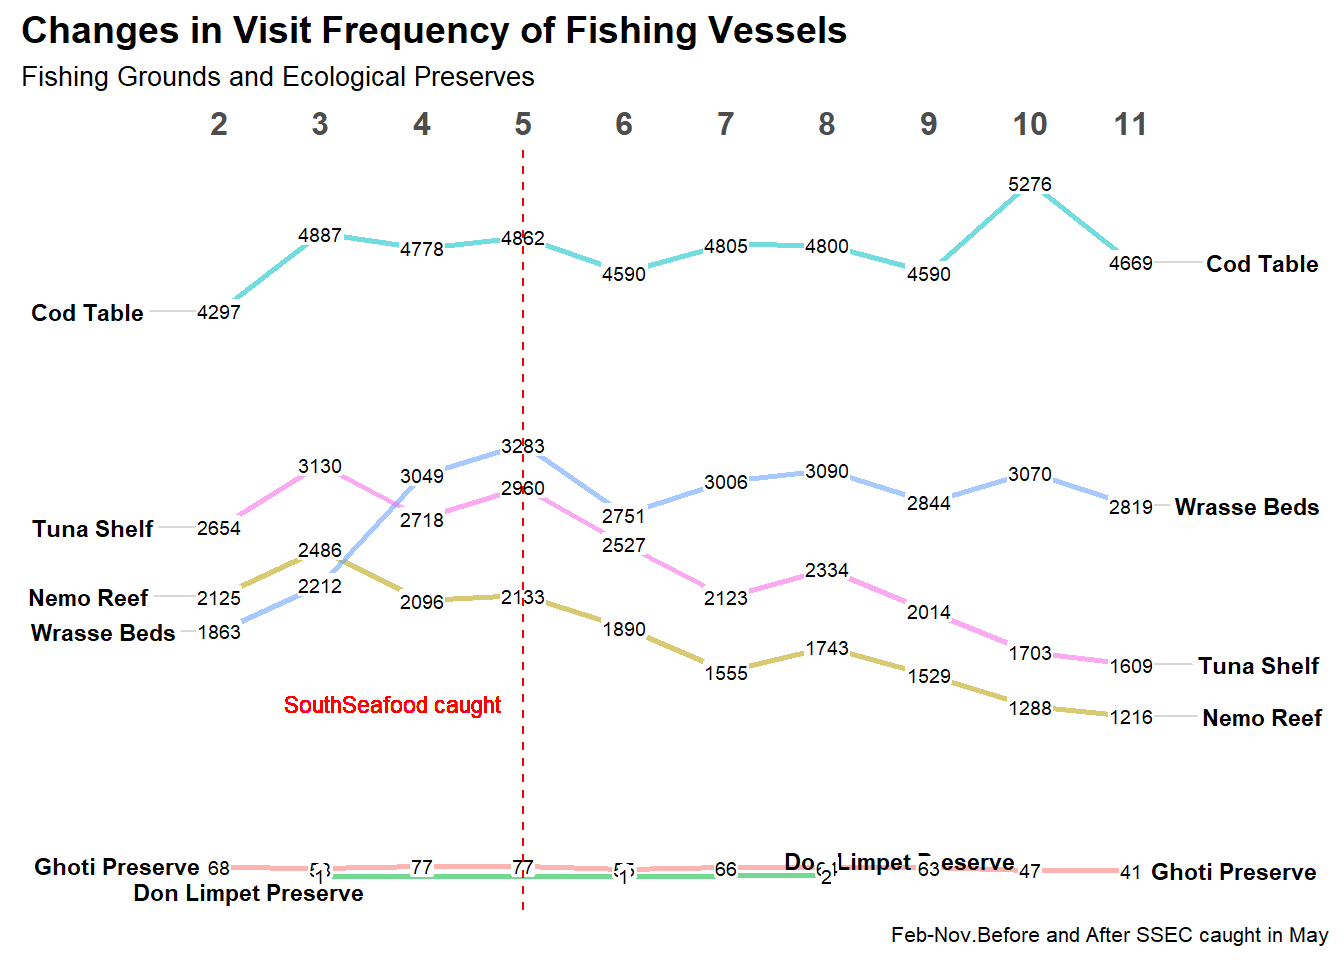 Changes in Visit Frequency of Fishing Vessels
Fishing Grounds and Ecological Preserves
2 3 4 5 6 7 8 9 10 11
5276
4887 4778 4862 4590 4805 4800 4590 4669 Cod Table
Cod Table 4297
3283
3130 3049 2960 3006 3090 2844 3070 2819 Wrasse Beds
Tuna Shelf 2654 2718 2751
2486 2527 2334
Nemo Reef 2125 2212 2096 2133 2123 2014
Wrasse Beds 1863 1890
1555 1743 1529 1703 1609 Tuna Shelf
SouthSeafood caught
1288 1216 Nemo Reef
Ghoti Preserve 68 77 77 66 63 47 41 Ghoti Preserve
1 1 2
Don Limpet Preserve
Feb-Nov.Before and After SSEC caught in May